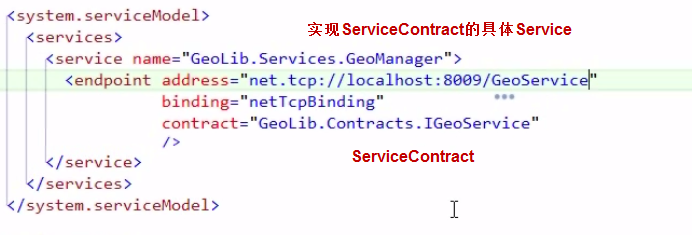 <system.serviceModel>
实现ServiceContract的具体Service
<services>
<service name="GeoLib.Services.GeoManager">
<endpoint address="net.tcp://localhost:8009/GeoService"
binding="netTcpBinding"
contract="GeoLib.Contracts.IGeoService"
/>
</service>
ServiceContract
</services>
</system.serviceModel>